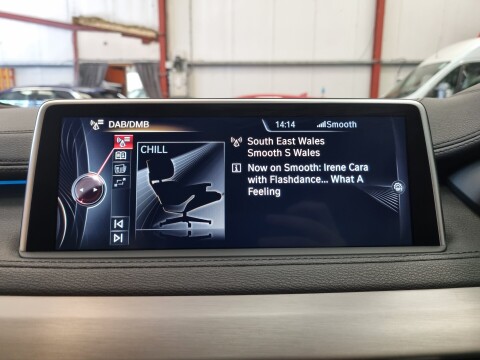 DAB/DMB
14:14
Smooth
CHILL
South East Wales
Smooth S Wales
Now on Smooth: Irene Cara
with Flashdance... What A
Feeling